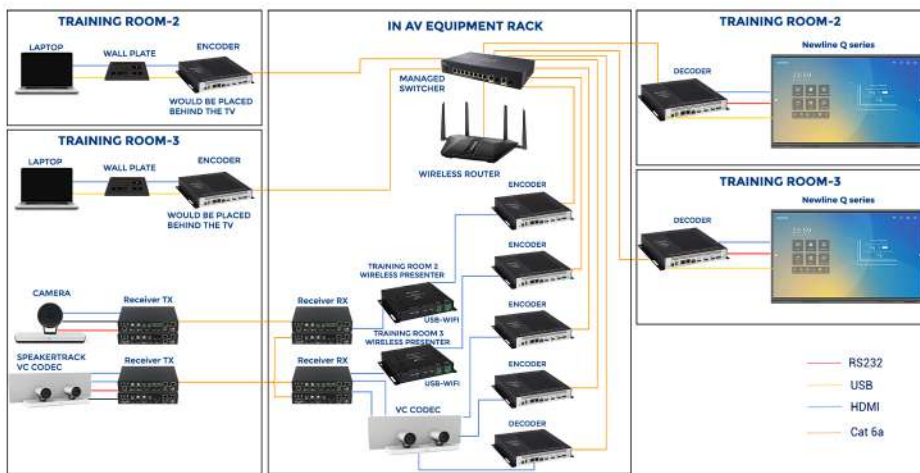 TRAINING ROOM-2
LAPTOP
WALL PLATE
ENCODER
WOULD BE PLACED
BEHIND THE TV
TRAINING ROOM-3
LAPTOP
WALL PLATE
ENCODER
WOULD BE PLACED
BEHIND THE TV
CAMERA
Receiver TX
SPEAKERTRACK
VC CODEC
Receiver TX
IN AV EQUIPMENT RACK
MANAGED
SWITCHER
WIRELESS ROUTER
ENCODER
ENCODER
TRAINING ROOM 2
WIRELESS PRESENTER
USB-WIFI
Receiver RX
ENCODER
TRAINING ROOM 3
WIRELESS PRESENTER
USB-WIFI
Receiver RX
ENCODER
VC CODEC
DECODER
TRAINING ROOM-2
Newline Q series
DECODER
TRAINING ROOM-3
Newline Q series
DECODER
RS232
USB
HDMI
Cat 6a